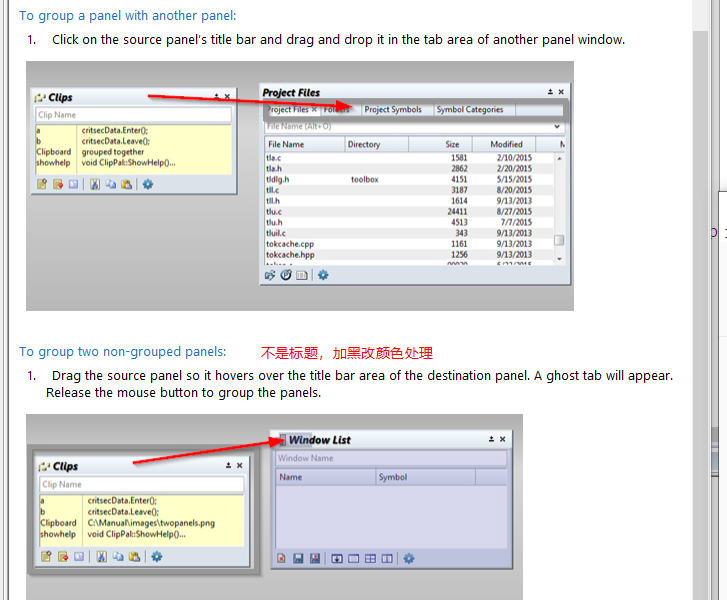 To group a panel with another panel:
1. Click on the source panel's title bar and drag and drop it in the tab area of another panel window.
Clips
Clip Name
a critsecData.Enter();
b critsecData.Leave();
Clipboard grouped together
showhelp void ClipPal::ShowHelp()...
Project Files
Project Files × Project Symbols Symbol Categories
File Name (Alt+O)
File Name Directory Size Modified
tla.c 1581 2/10/2015
tla.h 2862 2/20/2015
tldlg.h toolbox 4151 5/15/2015
tll.c 3187 8/20/2015
tll.h 1614 9/13/2013
tlu.c 24411 8/27/2015
tlu.h 4513 7/7/2015
tluil.c 343 9/13/2013
tokcache.cpp 1161 9/13/2013
tokcache.hpp 1256 9/13/2013
To group two non-grouped panels: 不是标题，加黑改颜色处理
1. Drag the source panel so it hovers over the title bar area of the destination panel. A ghost tab will appear.
Release the mouse button to group the panels.
Window List
Window Name
Name Symbol
Clips
Clip Name
a critsecData.Enter();
b critsecData.Leave();
Clipboard C:\Manual\images\twopanels.png
showhelp void ClipPal::ShowHelp()...